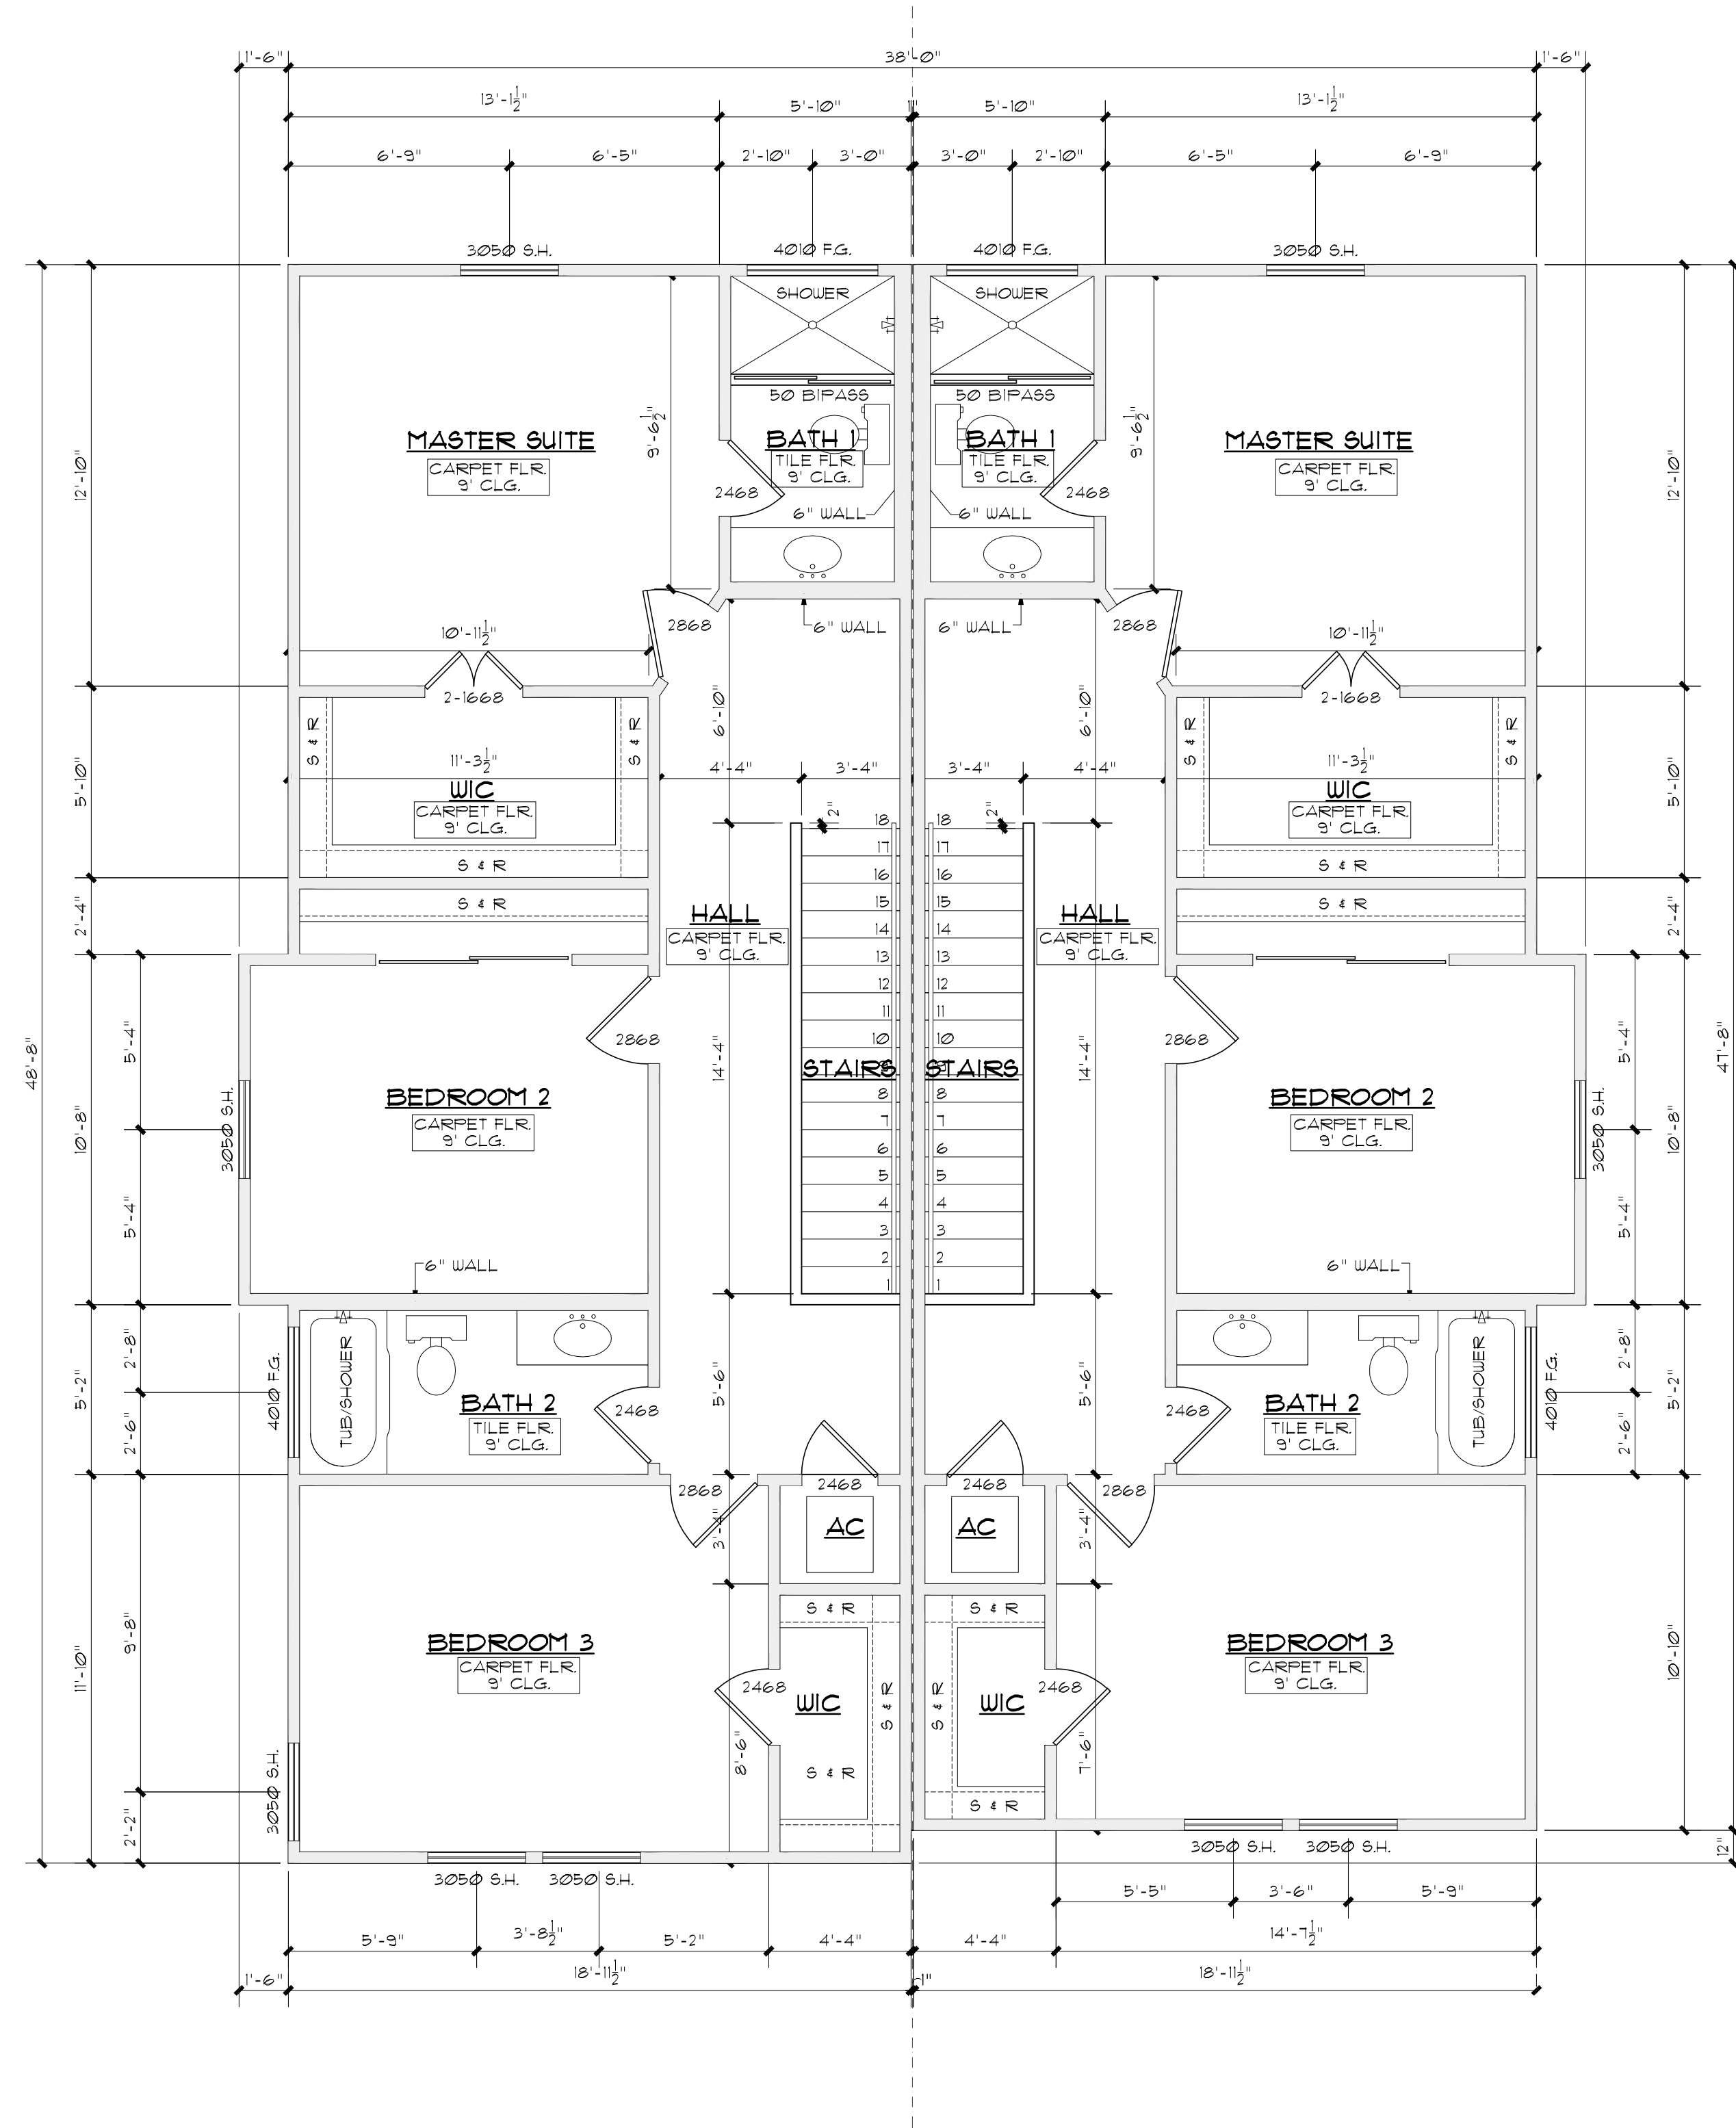 1'-6"
38'-0"
1'-6"
13'-1½"
5'-10"
1"
5'-10"
13'-1½"
6'-9"
6'-5"
2'-10"
3'-0"
3'-0"
2'-10"
6'-5"
6'-9"
3050 S.H.
4010 F.G.
4010 F.G.
3050 S.H.
SHOWER
SHOWER
50 BIPASS
50 BIPASS
9'-6½"
9'-6½"
MASTER SUITE
CARPET FLR.
9' CLG.
BATH 1
TILE FLR.
9' CLG.
BATH 1
TILE FLR.
9' CLG.
MASTER SUITE
CARPET FLR.
9' CLG.
12'-10"
12'-10"
2468
2468
6" WALL
6" WALL
2868
6" WALL
6" WALL
2868
10'-11½"
10'-11½"
2-1668
2-1668
6'-10"
6'-10"
S & R
S & R
S & R
S & R
5'-10"
11'-3½"
4'-4"
3'-4"
3'-4"
4'-4"
11'-3½"
5'-10"
WIC
CARPET FLR.
9' CLG.
WIC
CARPET FLR.
9' CLG.
2"
2"
S & R
S & R
2'-4"
S & R
S & R
2'-4"
HALL
CARPET FLR.
9' CLG.
HALL
CARPET FLR.
9' CLG.
18 18
17 17
16 16
15 15
14 14
13 13
12 12
11 11
10 10
STAIRS
STAIRS
8 8
7 7
6 6
5 5
4 4
3 3
2 2
1 1
2868
2868
14'-4"
14'-4"
48'-8"
47'-8"
5'-4"
5'-4"
10'-8"
10'-8"
3050 S.H.
3050 S.H.
BEDROOM 2
CARPET FLR.
9' CLG.
BEDROOM 2
CARPET FLR.
9' CLG.
5'-4"
5'-4"
6" WALL
6" WALL
2'-8"
2'-8"
5'-2"
5'-2"
4010 F.G.
4010 F.G.
TUB/SHOWER
TUB/SHOWER
5'-6"
5'-6"
2'-6"
2'-6"
BATH 2
TILE FLR.
9' CLG.
BATH 2
TILE FLR.
9' CLG.
2468
2468
2868
2468
2468
2868
3'-4"
3'-4"
AC
AC
9'-8"
11'-10"
10'-10"
BEDROOM 3
CARPET FLR.
9' CLG.
BEDROOM 3
CARPET FLR.
9' CLG.
S & R
S & R
2468
2468
WIC
WIC
S & R
S & R
8'-6"
7'-6"
S & R
S & R
3050 S.H.
2'-2"
12"
3050 S.H.
3050 S.H.
3050 S.H.
3050 S.H.
5'-5"
3'-6"
5'-9"
5'-9"
3'-8½"
5'-2"
4'-4"
4'-4"
14'-7½"
1'-6"
18'-11½"
1"
18'-11½"